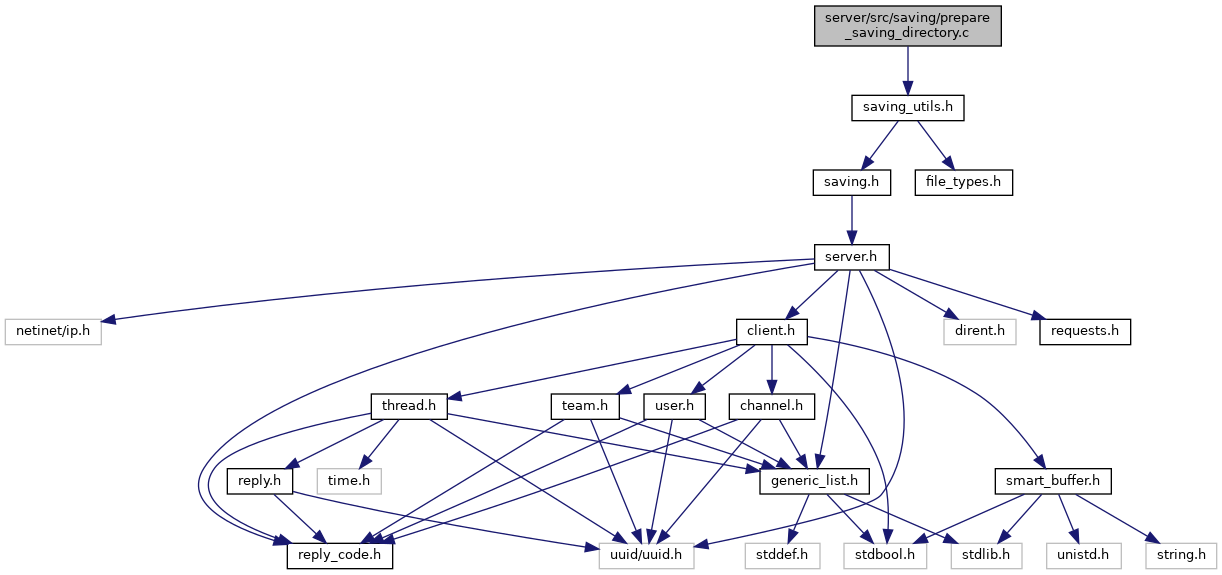 server/src/saving/prepare
_saving_directory.c
saving_utils.h
saving.h
file_types.h
server.h
netinet/ip.h
client.h
dirent.h
requests.h
thread.h
team.h
user.h
channel.h
reply.h
time.h
generic_list.h
smart_buffer.h
reply_code.h
uuid/uuid.h
stddef.h
stdbool.h
stdlib.h
unistd.h
string.h